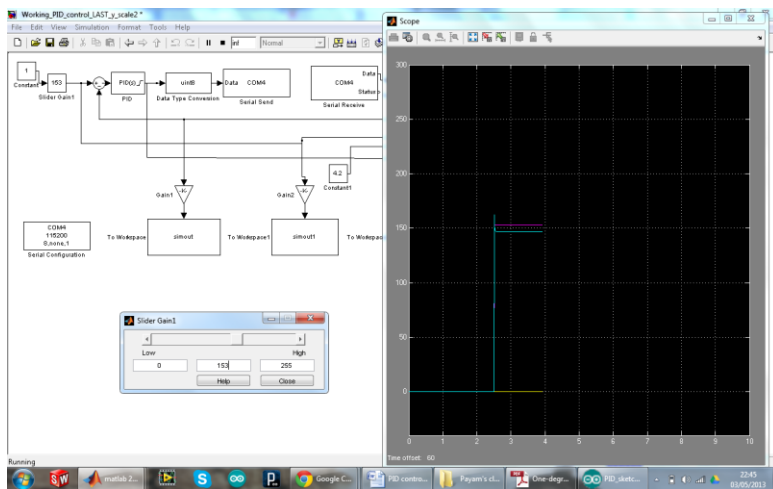 Working_PID_control_LAST_y_scale2 *
File Edit View Simulation Format Tools Help
inf
Normal
1
Constant
153
Slider Gain1
PID(s)
PID
uint8
Data Type Conversion
Data
COM4
Serial Send
COM4
Data
Status
Serial Receive
4.2
Constant1
Gain1
-K-
Gain2
-K-
COM4
115200
8,none,1
Serial Configuration
To Workspace
simout
To Workspace1
simout1
To Workspace
Slider Gain1
Low
High
0
153
255
Help
Close
Running
Scope
300
250
200
150
100
50
0
0 1 2 3 4 5 6 7 8 9 10
Time offset: 60
matlab 2...
Google C...
PID contro...
Payam's cl...
One-degr...
PID_sketc...
22:45
03/05/2013